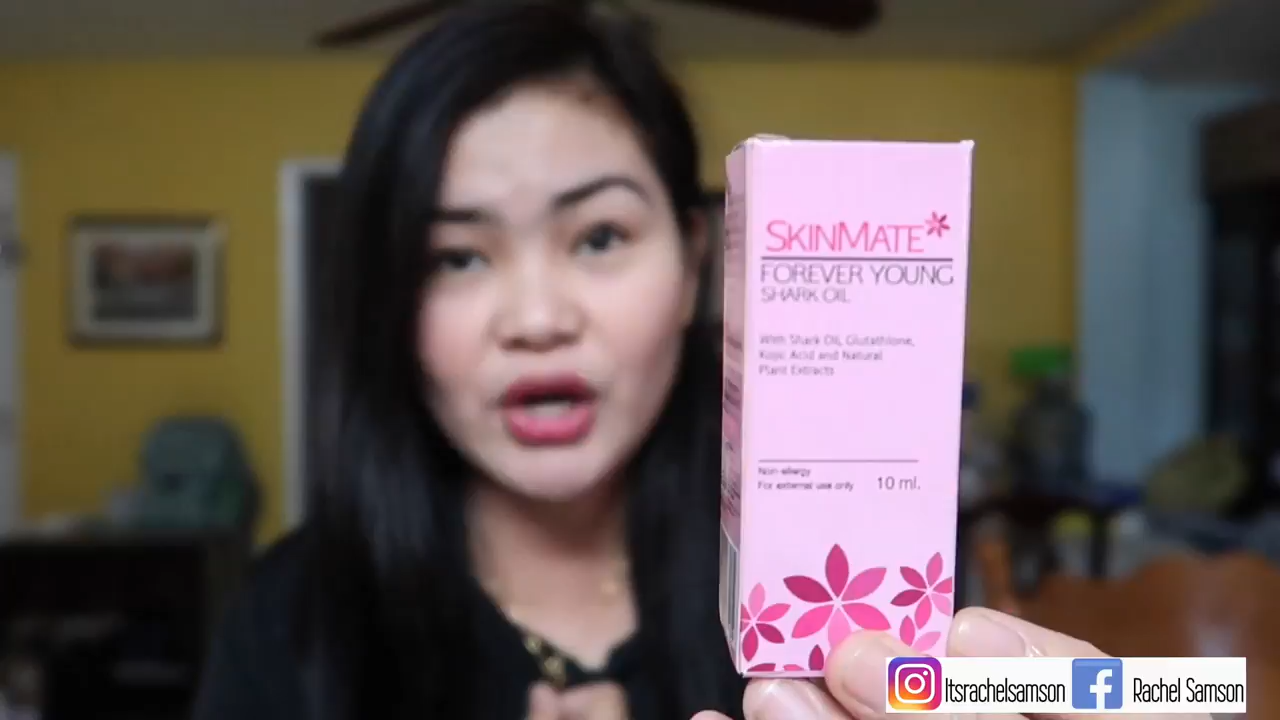 SKINMATE
FOREVER YOUNG
SHARK OIL
With Shark Oil, Glutathione,
Kojic Acid and Natural
Plant Extracts
Non-allergy
For external use only 10 ml.
Itsrachelsamson Rachel Samson